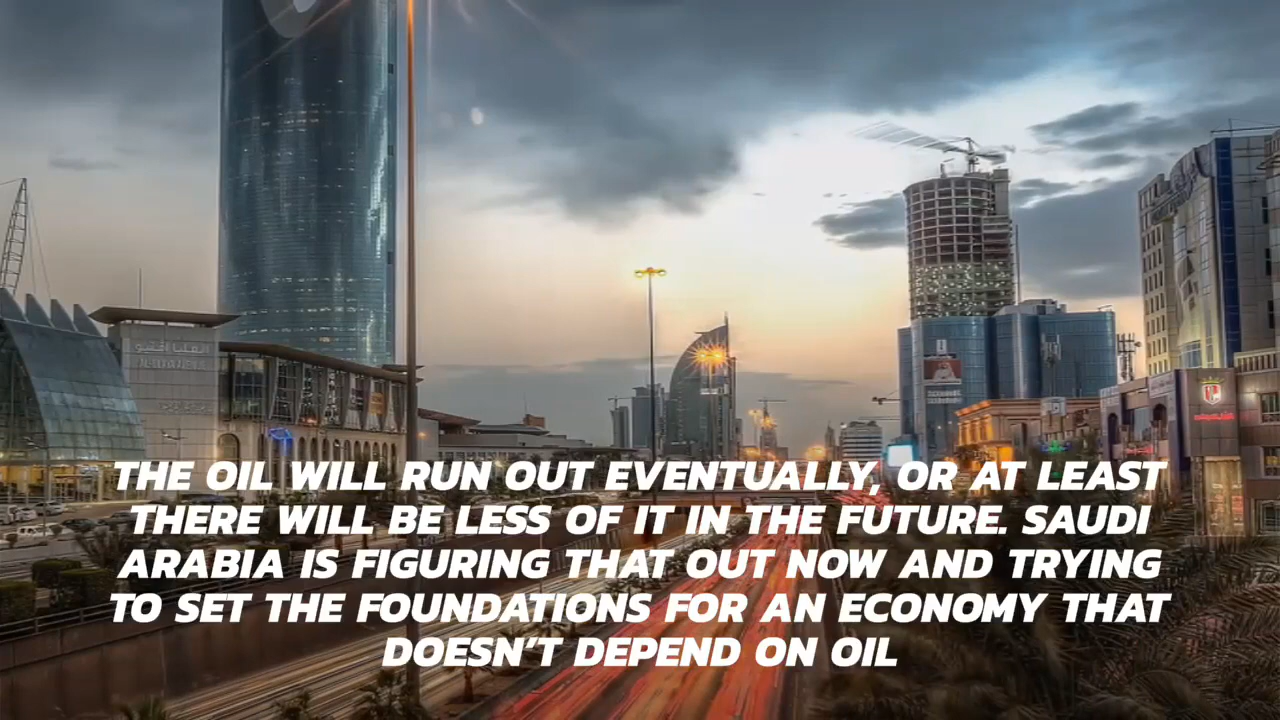 العليا أفنيو
THE OIL WILL RUN OUT EVENTUALLY, OR AT LEAST
THERE WILL BE LESS OF IT IN THE FUTURE. SAUDI
ARABIA IS FIGURING THAT OUT NOW AND TRYING
TO SET THE FOUNDATIONS FOR AN ECONOMY THAT
DOESN'T DEPEND ON OIL